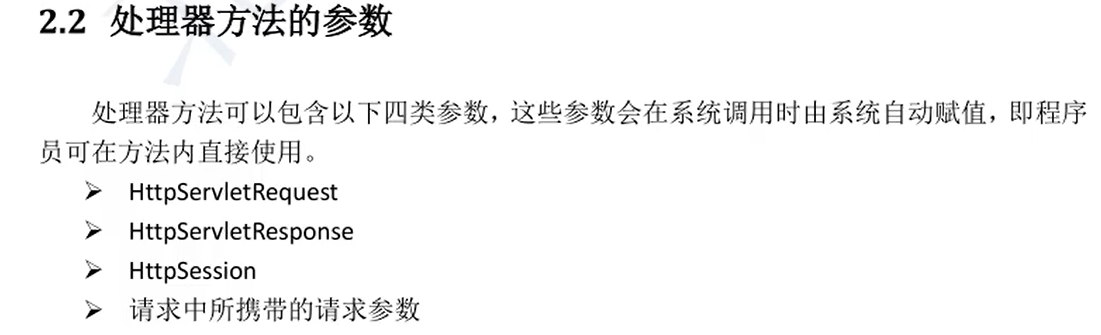 2.2 处理器方法的参数
处理器方法可以包含以下四类参数，这些参数会在系统调用时由系统自动赋值，即程序
员可在方法内直接使用。
➢ HttpServletRequest
➢ HttpServletResponse
➢ HttpSession
➢ 请求中所携带的请求参数